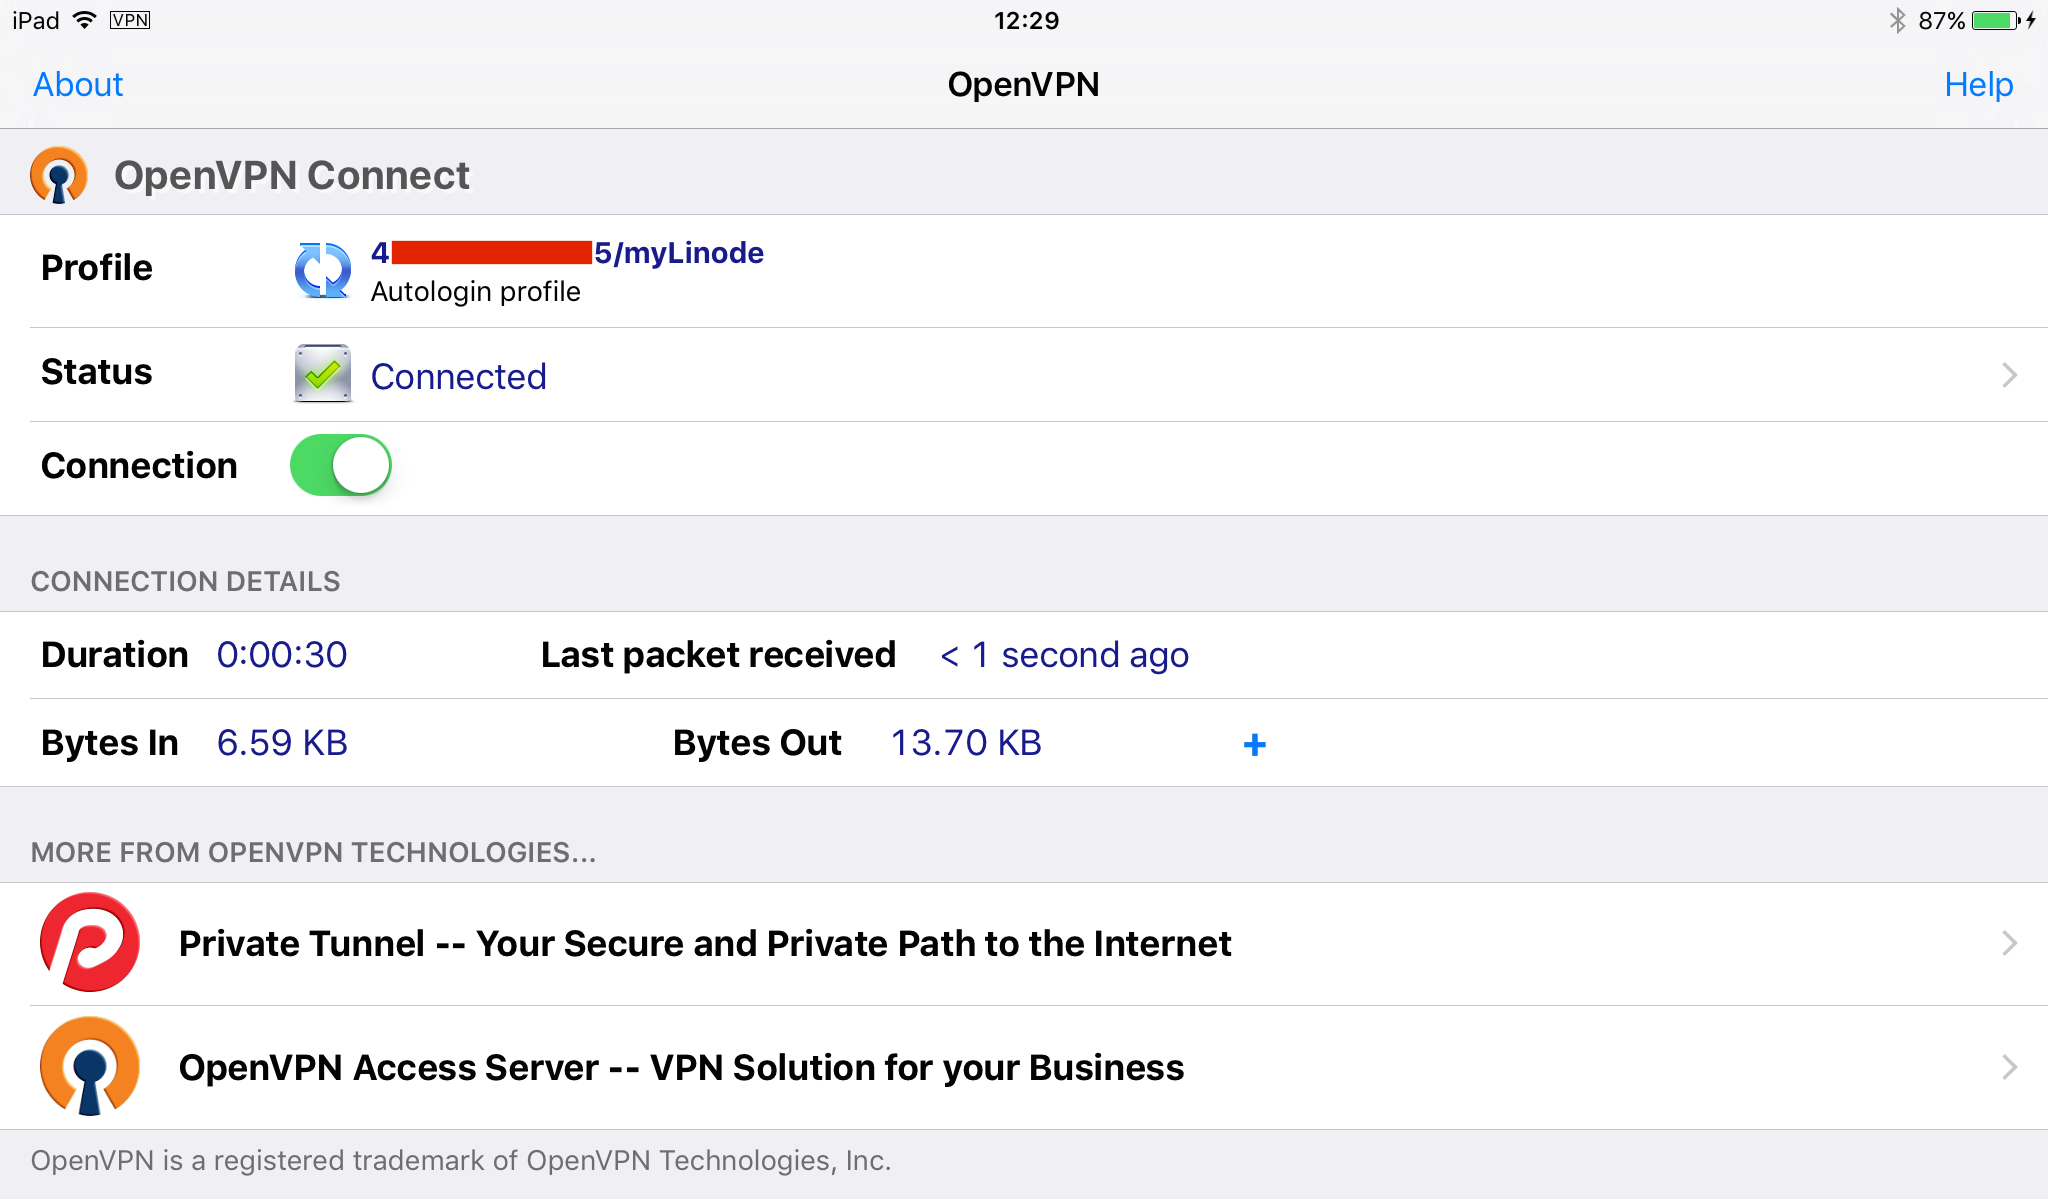 iPad VPN 12:29 87%
About OpenVPN Help
OpenVPN Connect
Profile 4 5/myLinode
Autologin profile
Status Connected
Connection
CONNECTION DETAILS
Duration 0:00:30 Last packet received < 1 second ago
Bytes In 6.59 KB Bytes Out 13.70 KB +
MORE FROM OPENVPN TECHNOLOGIES...
Private Tunnel -- Your Secure and Private Path to the Internet
OpenVPN Access Server -- VPN Solution for your Business
OpenVPN is a registered trademark of OpenVPN Technologies, Inc.